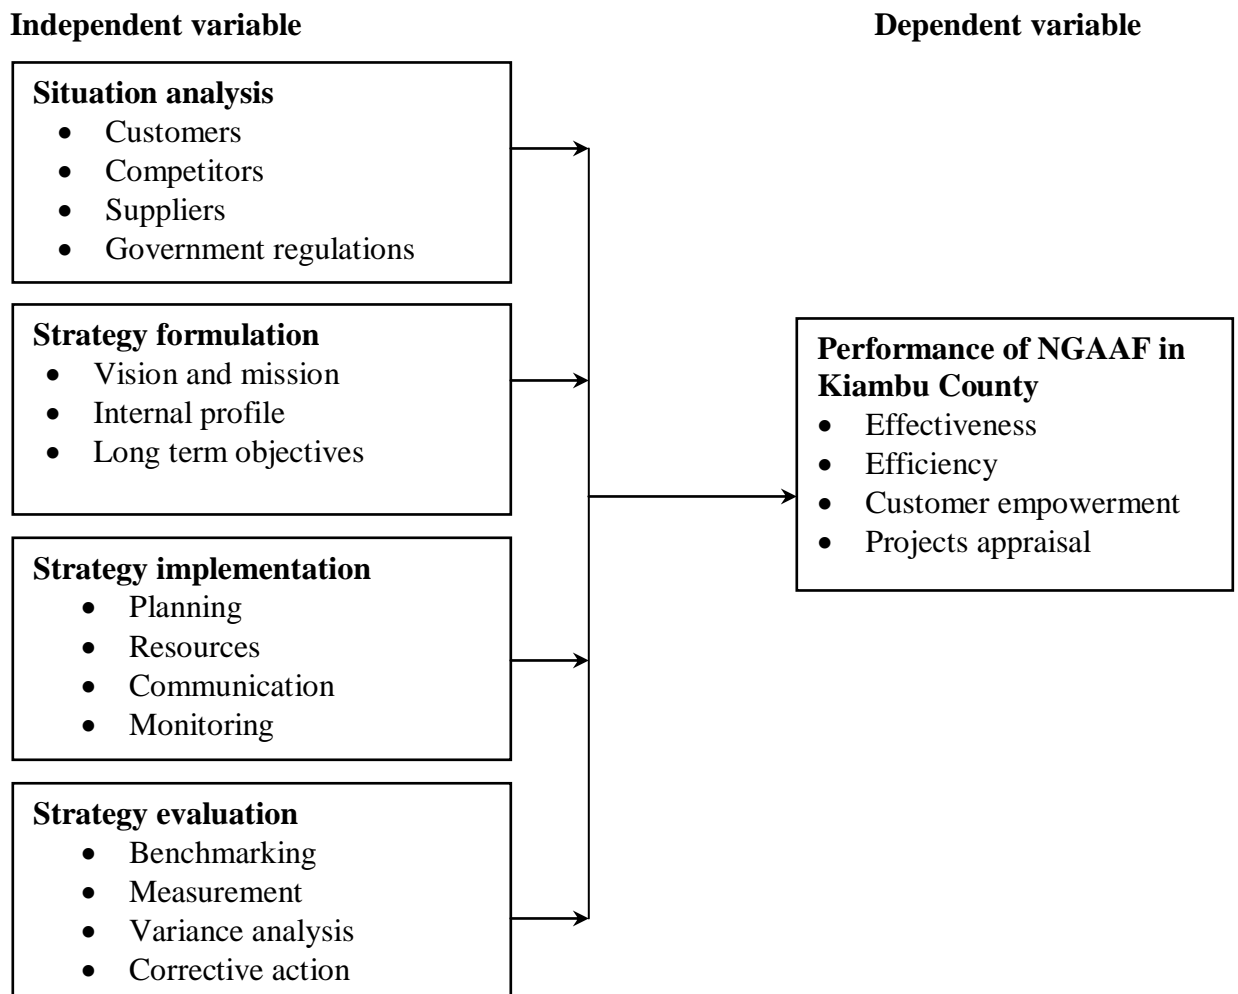 Independent variable
Dependent variable
Situation analysis
• Customers
• Competitors
• Suppliers
• Government regulations
Strategy formulation
• Vision and mission
• Internal profile
• Long term objectives
Strategy implementation
• Planning
• Resources
• Communication
• Monitoring
Strategy evaluation
• Benchmarking
• Measurement
• Variance analysis
• Corrective action
Performance of NGAAF in
Kiambu County
• Effectiveness
• Efficiency
• Customer empowerment
• Projects appraisal